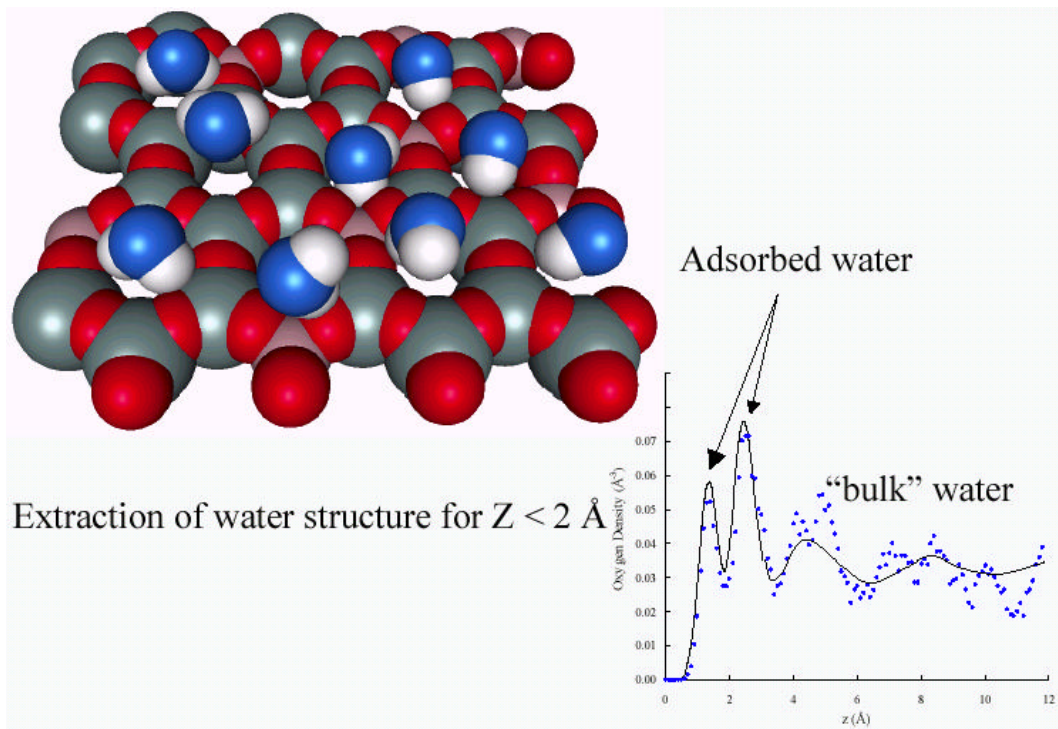 Adsorbed water
Extraction of water structure for Z < 2 Å
“bulk” water
Oxygen Density (Å-3)
0.07
0.06
0.05
0.04
0.03
0.02
0.01
0.00
0 2 4 6 8 10 12
z (Å)